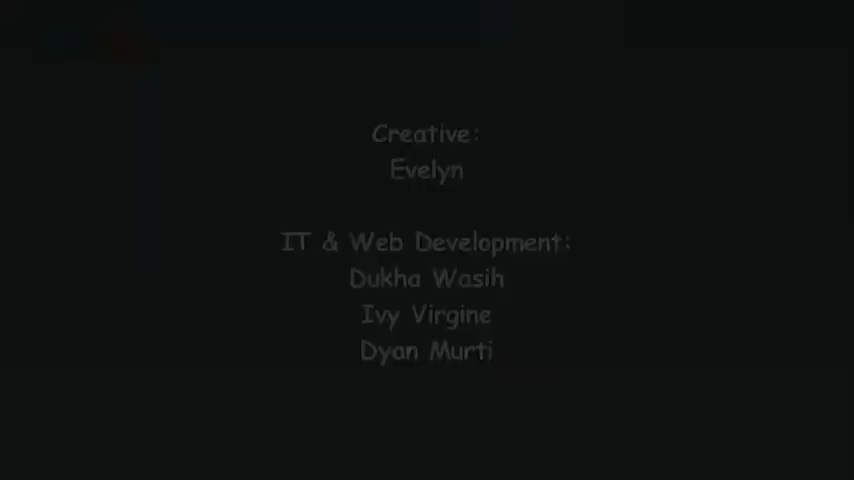 Creative:
Evelyn
IT & Web Development:
Dukha Wasih
Ivy Virgine
Dyan Murti